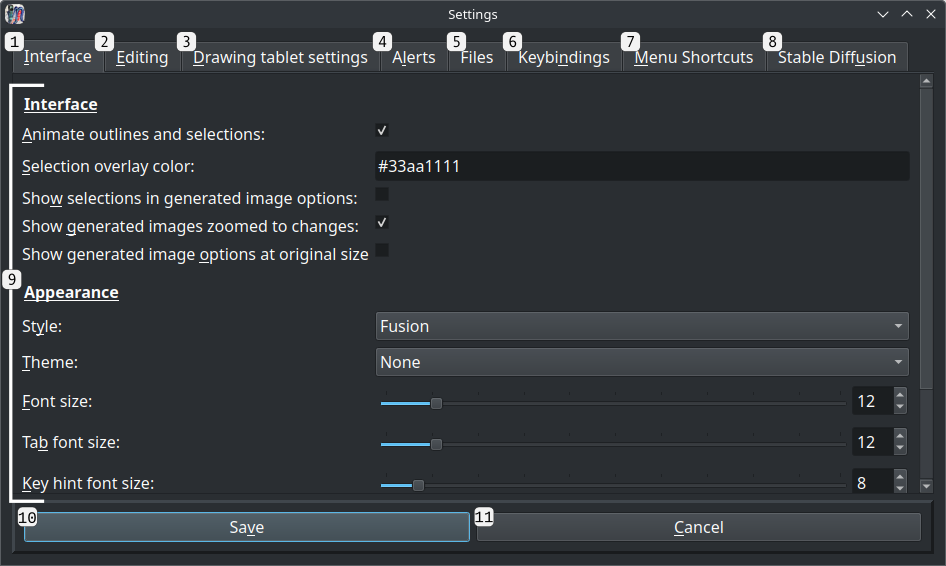 Settings
1 2 3 4 5 6 7 8
Interface Editing Drawing tablet settings Alerts Files Keybindings Menu Shortcuts Stable Diffusion
Interface
Animate outlines and selections:
Selection overlay color: #33aa1111
Show selections in generated image options:
Show generated images zoomed to changes:
Show generated image options at original size
9
Appearance
Style: Fusion
Theme: None
Font size: 12
Tab font size: 12
Key hint font size: 8
10 11
Save Cancel